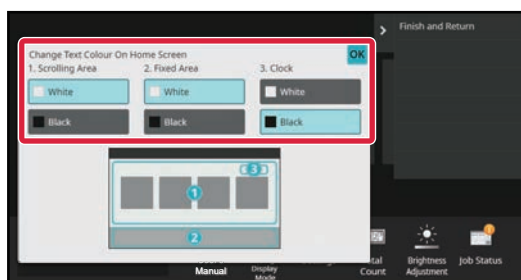 Finish and Return
Change Text Colour On Home Screen
OK
1. Scrolling Area 2. Fixed Area 3. Clock
White White White
Black Black Black
3
1
2
Manual
Display
Mode
Count
Brightness
Adjustment
Job Status